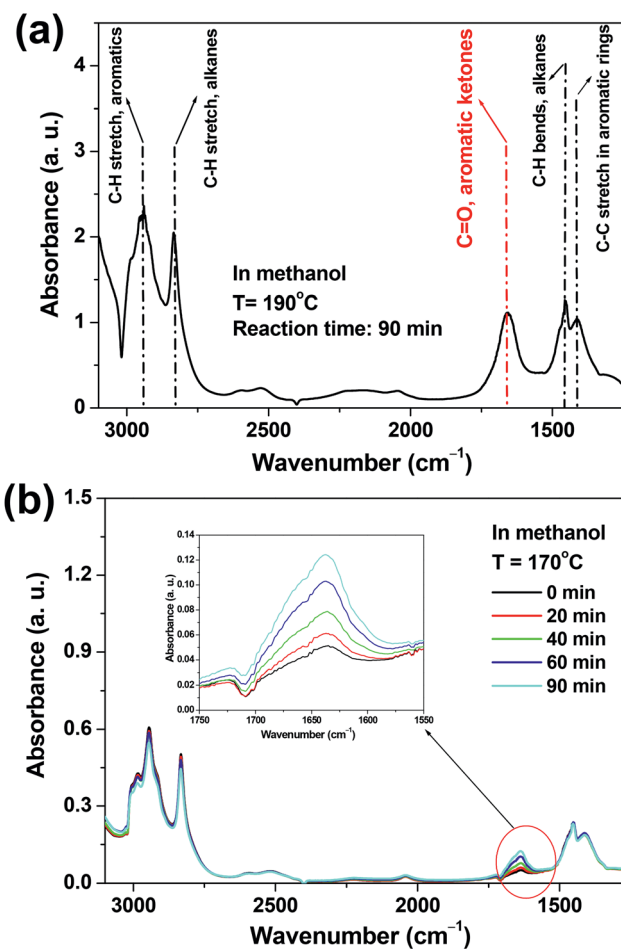 (a)
C-H stretch, aromatics
C-H stretch, alkanes
C=O, aromatic ketones
C-H bends, alkanes
C-C stretch in aromatic rings
Absorbance (a. u.)
4
3
2
1
0
In methanol
T= 190°C
Reaction time: 90 min
3000
2500
2000
1500
Wavenumber (cm⁻¹)
(b)
Absorbance (a. u.)
1.5
1.2
0.9
0.6
0.3
0.0
Absorbance (a. u.)
0.14
0.12
0.10
0.08
0.06
0.04
0.02
0.00
1750
1700
1650
1600
1550
Wavenumber (cm⁻¹)
In methanol
T = 170°C
0 min
20 min
40 min
60 min
90 min
3000
2500
2000
1500
Wavenumber (cm⁻¹)